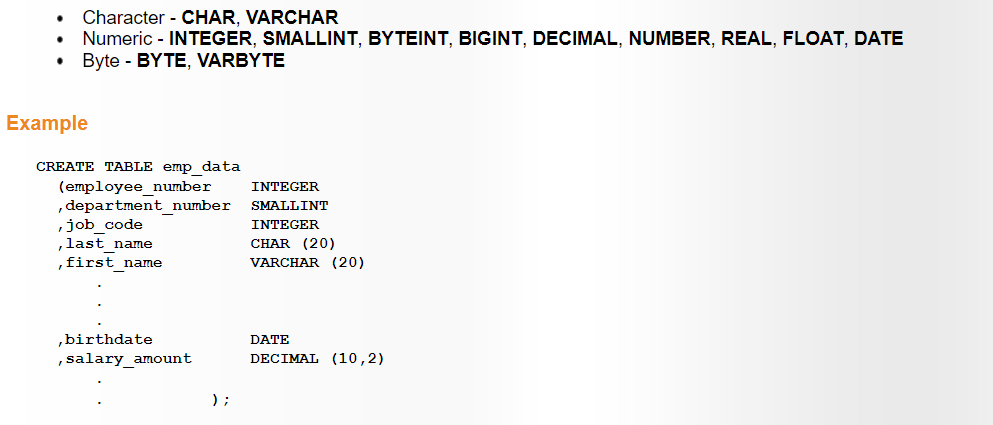 • Character - CHAR, VARCHAR
• Numeric - INTEGER, SMALLINT, BYTEINT, BIGINT, DECIMAL, NUMBER, REAL, FLOAT, DATE
• Byte - BYTE, VARBYTE
Example
CREATE TABLE emp_data
(employee_number INTEGER
,department_number SMALLINT
,job_code INTEGER
,last_name CHAR (20)
,first_name VARCHAR (20)
.
.
.
,birthdate DATE
,salary_amount DECIMAL (10,2)
.
. );